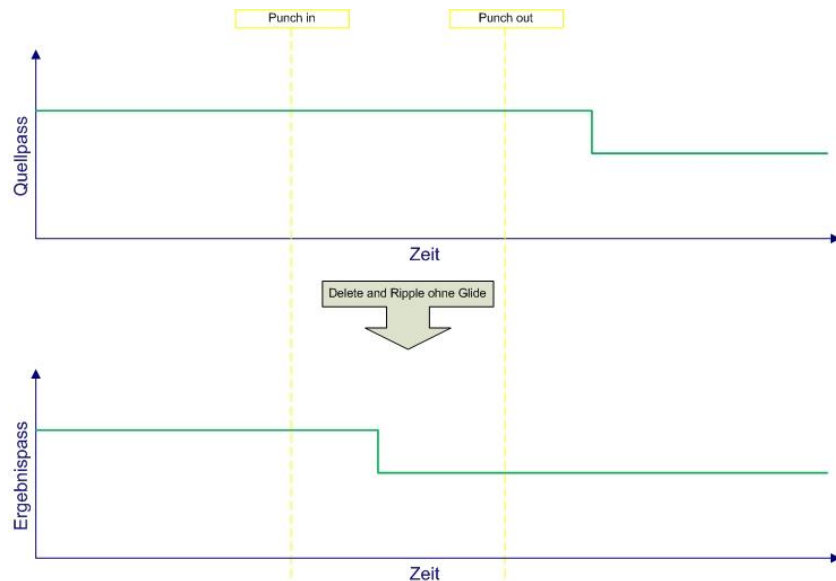 Punch in
Punch out
Quellpass
Zeit
Delete and Ripple ohne Glide
Ergebnispass
Zeit